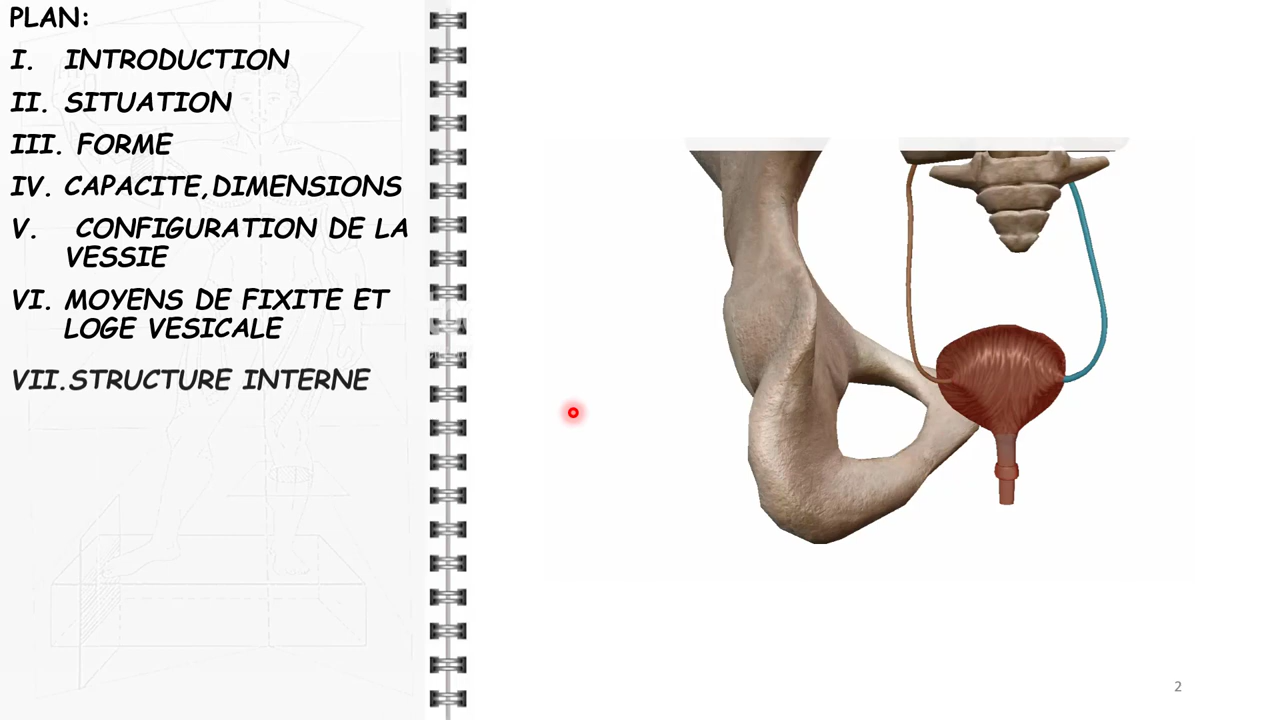 PLAN:
I. INTRODUCTION
II. SITUATION
III. FORME
IV. CAPACITE,DIMENSIONS
V. CONFIGURATION DE LA
VESSIE
VI. MOYENS DE FIXITE ET
LOGE VESICALE
VII.STRUCTURE INTERNE
2